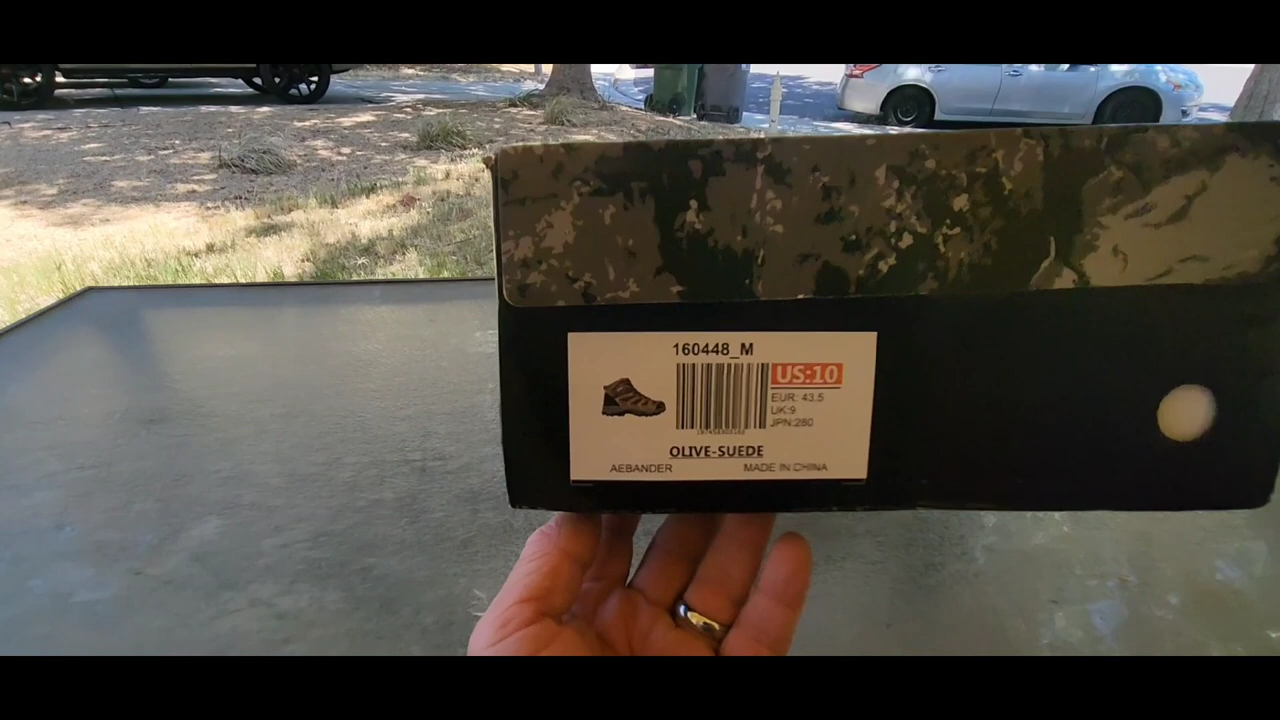 160448_M
US:10
EUR: 43.5
UK:9
JPN:280
OLIVE-SUEDE
AEBANDER
MADE IN CHINA